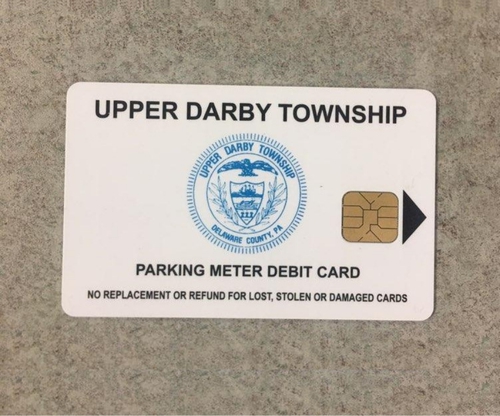 UPPER DARBY TOWNSHIP
UPPER DARBY TOWNSHIP
DELAWARE COUNTY, PA
PARKING METER DEBIT CARD
NO REPLACEMENT OR REFUND FOR LOST, STOLEN OR DAMAGED CARDS